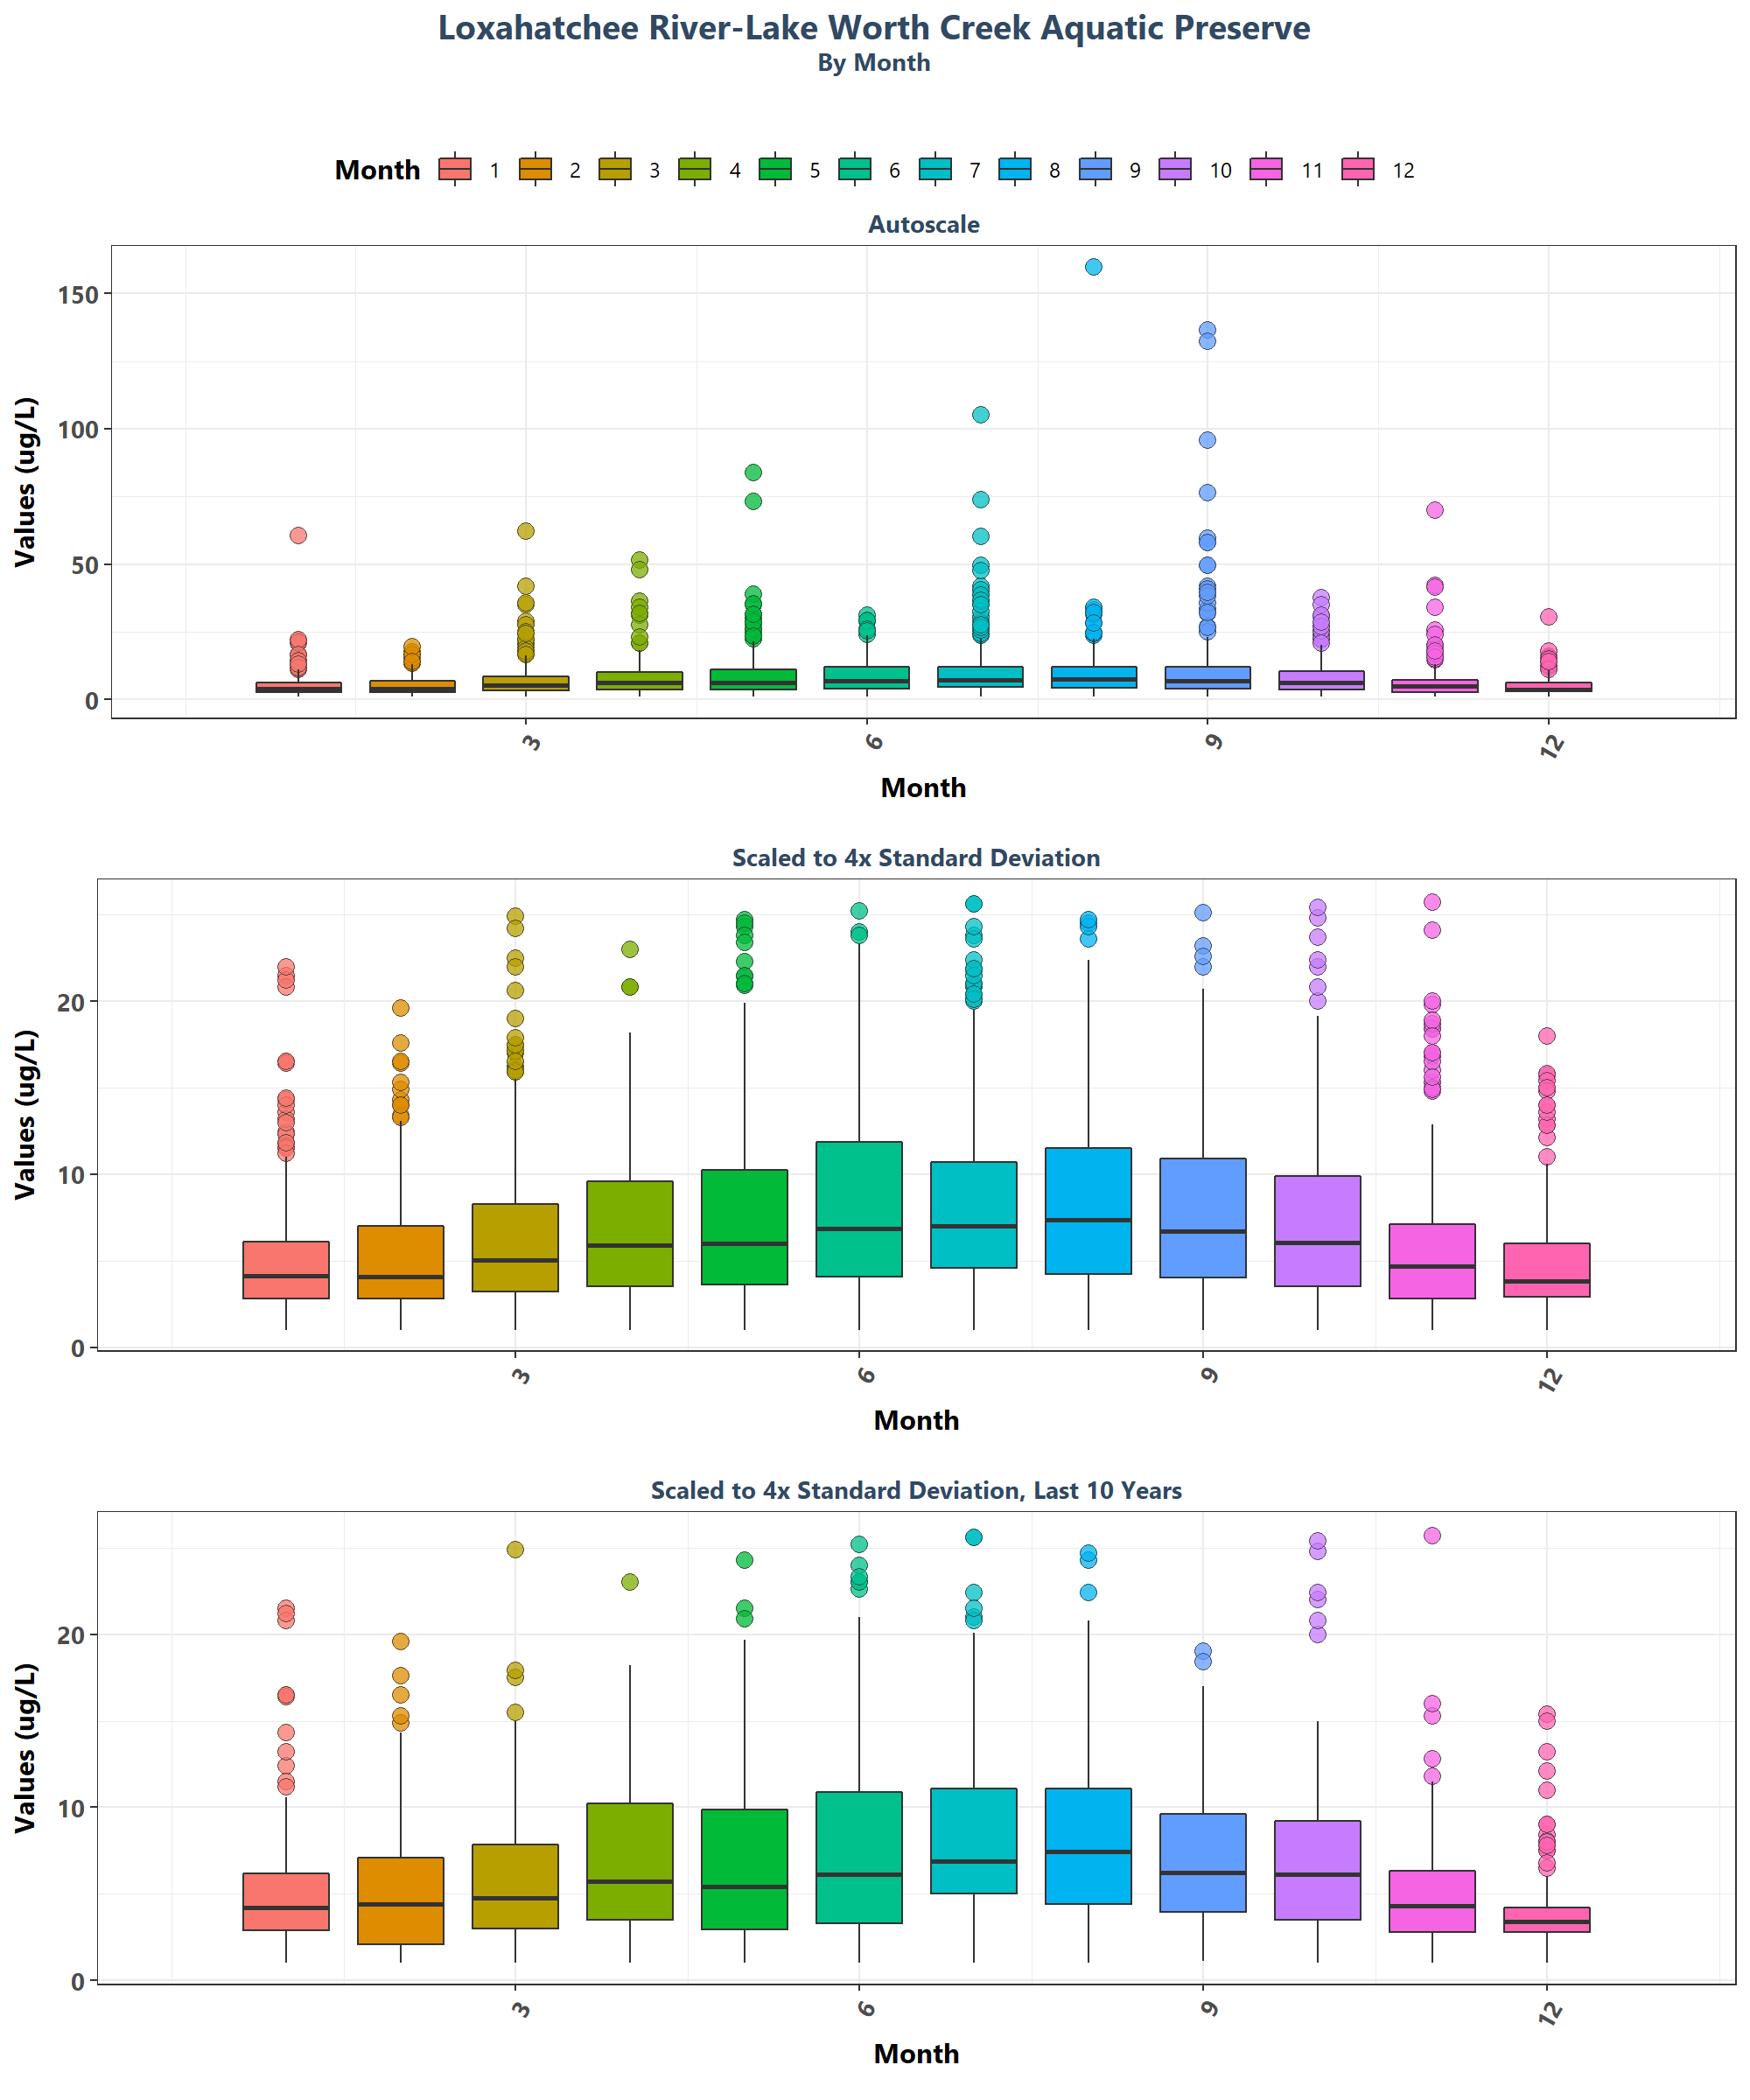 Loxahatchee River-Lake Worth Creek Aquatic Preserve
By Month
Month 1 2 3 4 5 6 7 8 9 10 11 12
Autoscale
Values (ug/L)
150
100
50
0
3 6 9 12
Month
Scaled to 4x Standard Deviation
Values (ug/L)
20
10
0
3 6 9 12
Month
Scaled to 4x Standard Deviation, Last 10 Years
Values (ug/L)
20
10
0
3 6 9 12
Month